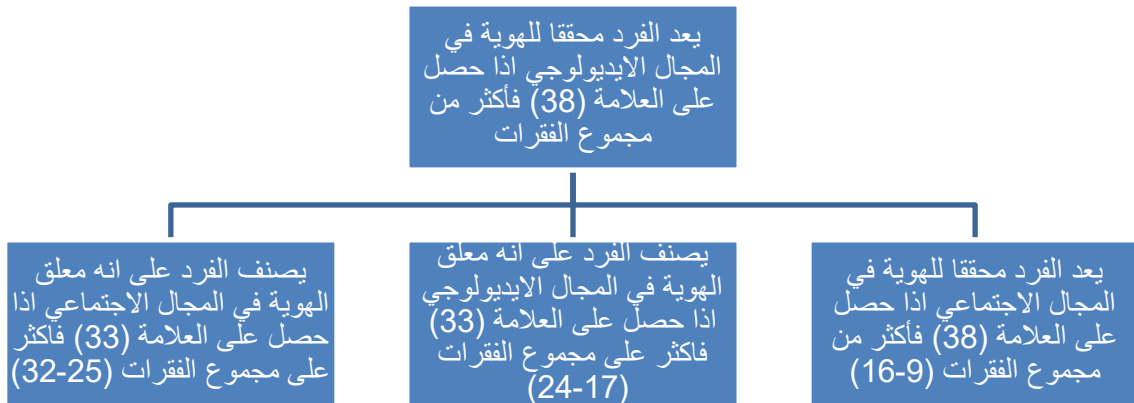 يعد الفرد محققا للهوية في
المجال الايديولوجي اذا حصل
على العلامة (38) فأكثر من
مجموع الفقرات
يعد الفرد محققا للهوية في
المجال الاجتماعي اذا حصل
على العلامة (38) فأكثر من
مجموع الفقرات (9-16)
يصنف الفرد على انه معلق
الهوية في المجال الايديولوجي
اذا حصل على العلامة (33)
فاكثر على مجموع الفقرات
(17-24)
يصنف الفرد على انه معلق
الهوية في المجال الاجتماعي اذا
حصل على العلامة (33) فاكثر
على مجموع الفقرات (25-32)